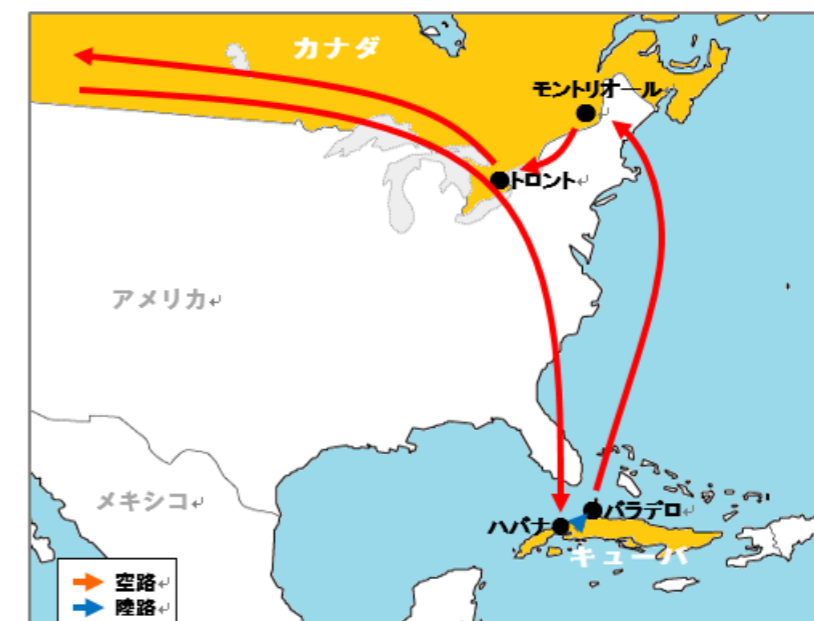 カナダ
モントリオール
トロント
アメリカ
メキシコ
バラデロ
ハバナ
キューバ
空路
陸路